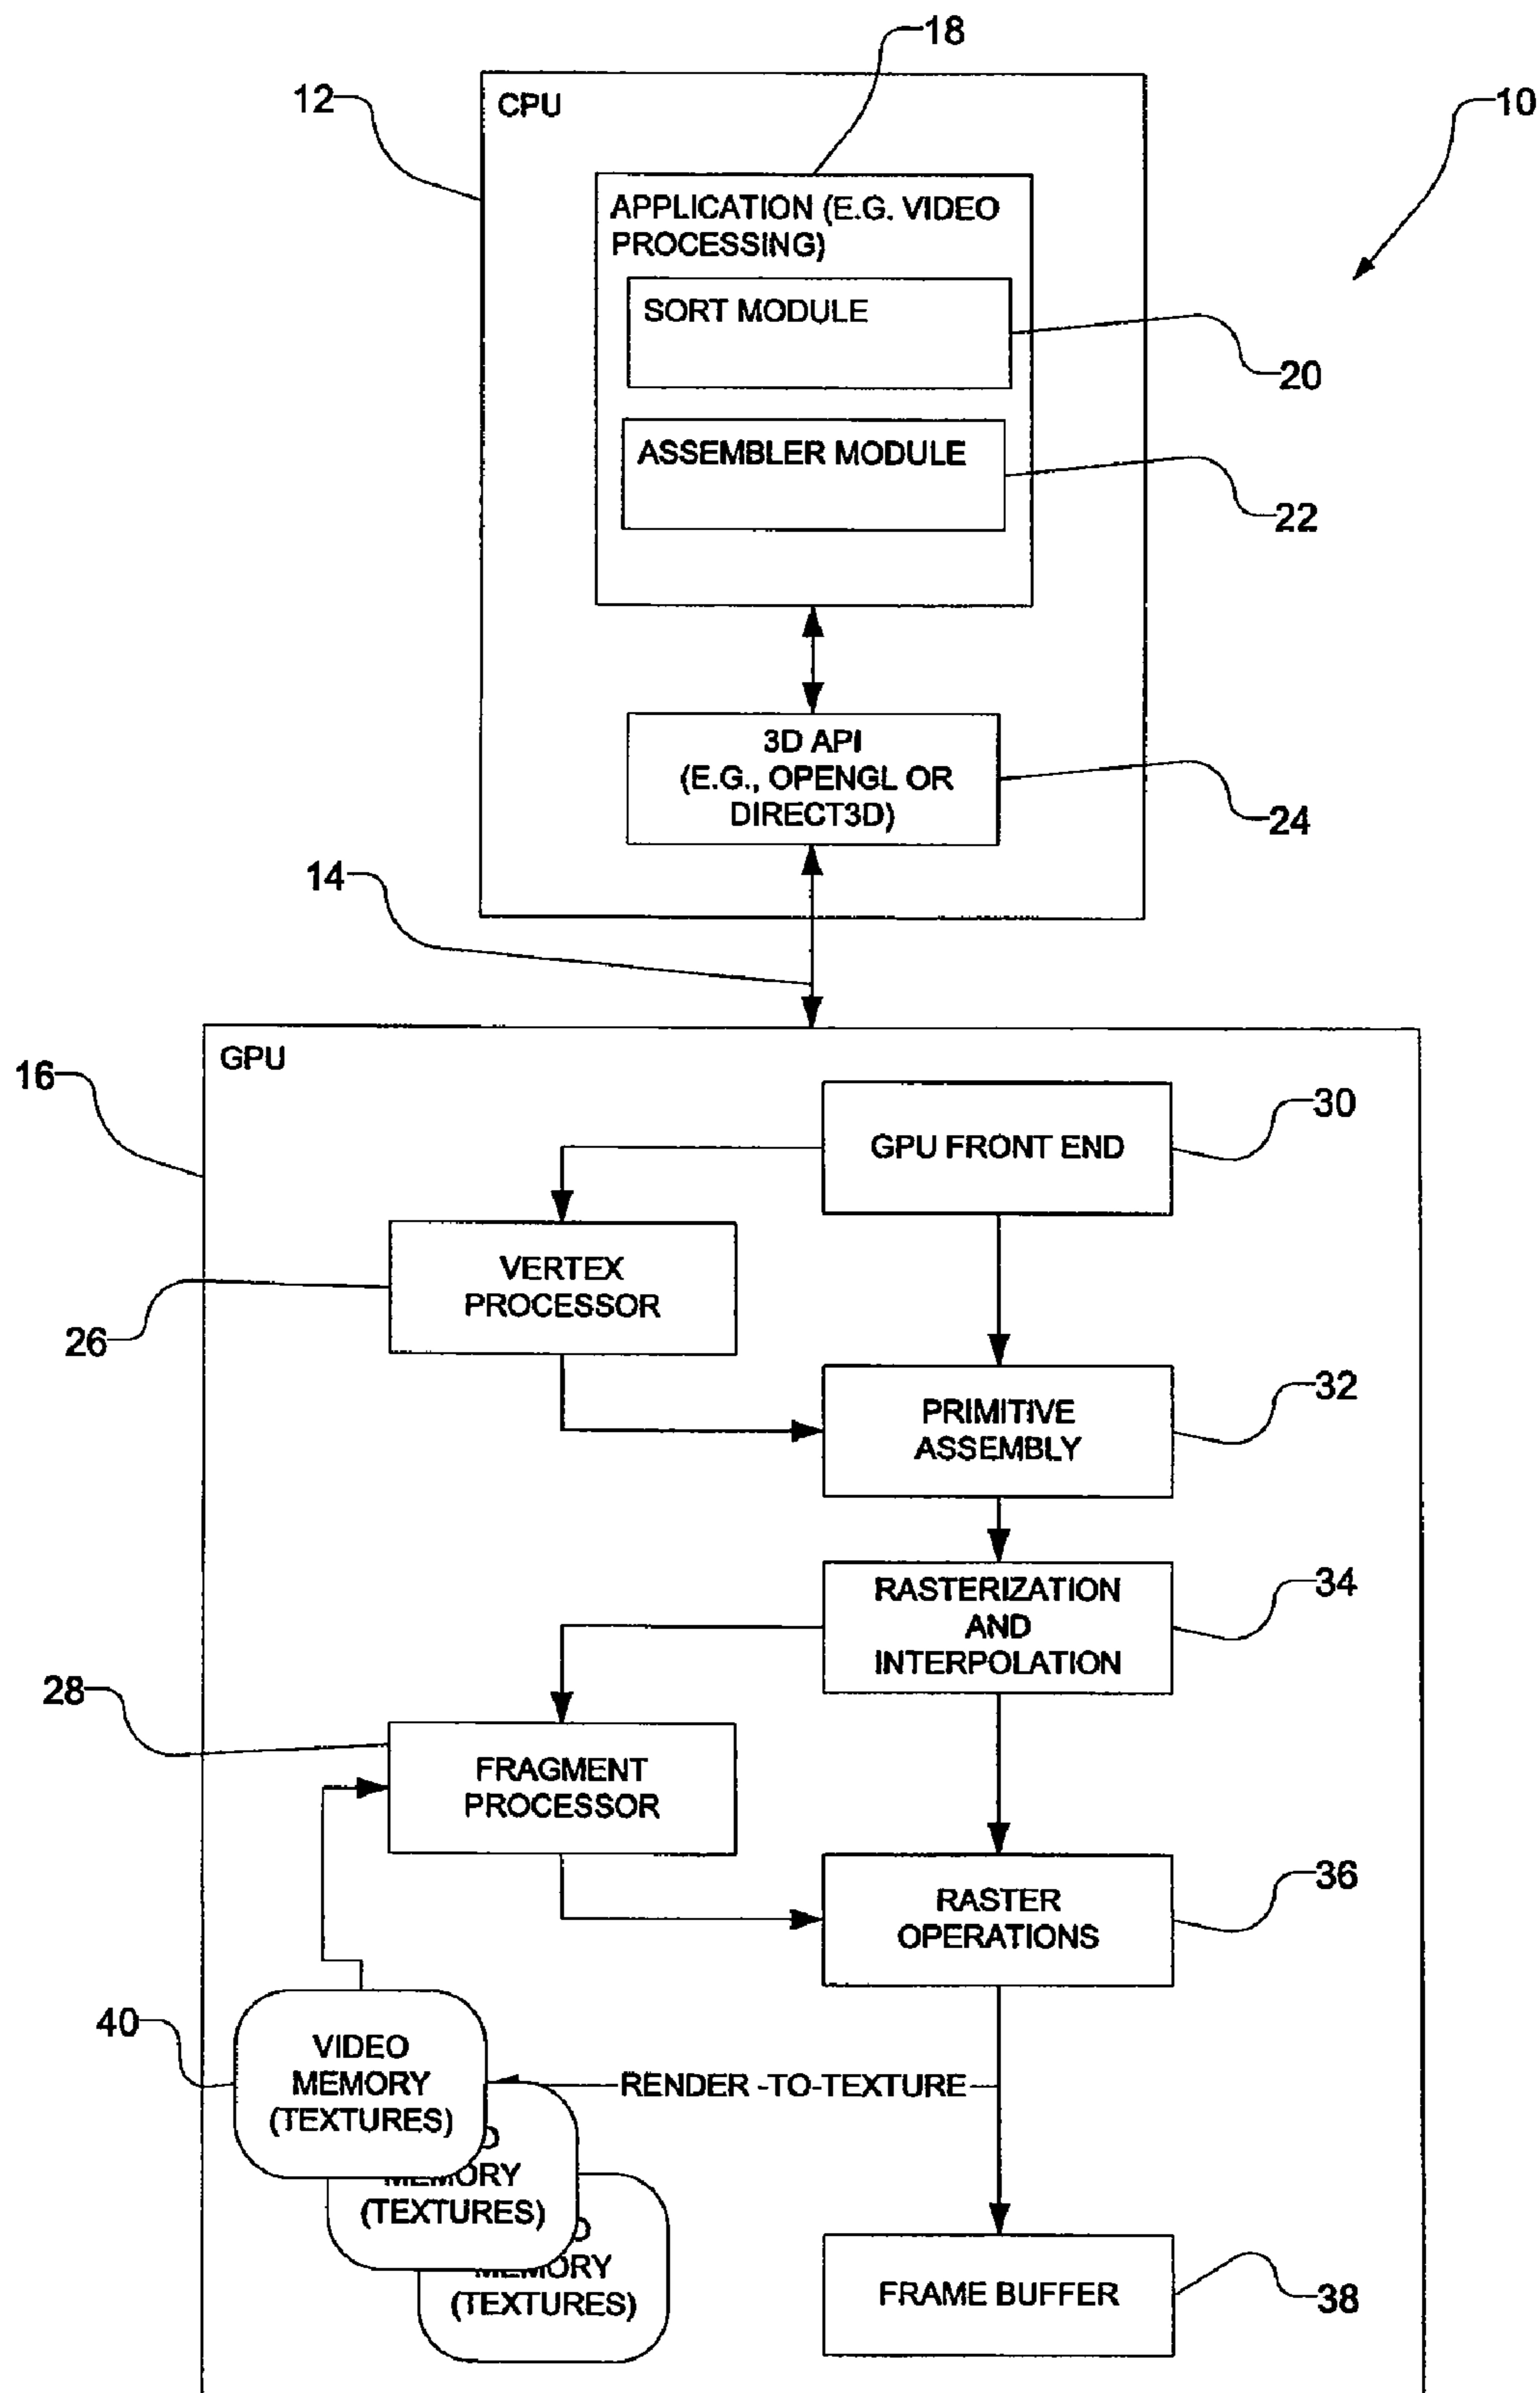 18
12
CPU
10
APPLICATION (E.G. VIDEO
PROCESSING)
SORT MODULE
20
ASSEMBLER MODULE
22
3D API
(E.G., OPENGL OR
DIRECT3D)
24
14
GPU
16
GPU FRONT END
30
VERTEX
PROCESSOR
26
PRIMITIVE
ASSEMBLY
32
RASTERIZATION
AND
INTERPOLATION
34
28
FRAGMENT
PROCESSOR
RASTER
OPERATIONS
36
40
VIDEO
MEMORY
(TEXTURES)
RENDER -TO-TEXTURE
MEMORY
(TEXTURES)
MEMORY
(TEXTURES)
FRAME BUFFER
38